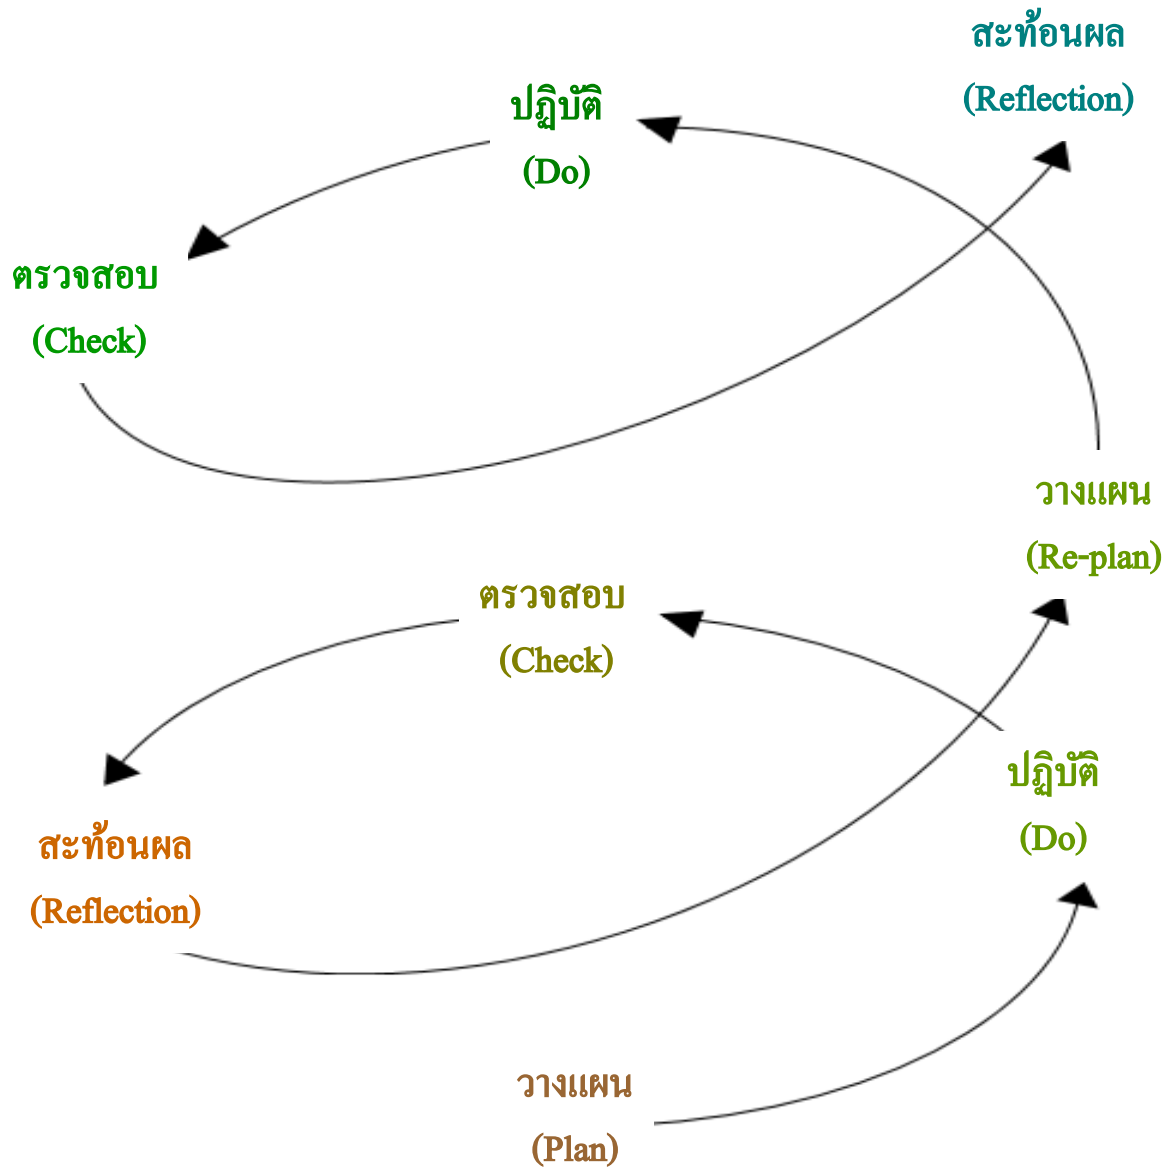 สะท้อนผล
(Reflection)
ปฏิบัติ
(Do)
ตรวจสอบ
(Check)
วางแผน
(Re-plan)
ตรวจสอบ
(Check)
ปฏิบัติ
(Do)
สะท้อนผล
(Reflection)
วางแผน
(Plan)